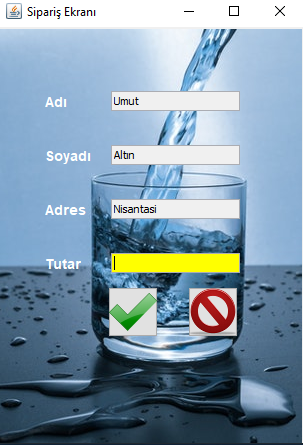 Sipariş Ekranı
Adı Umut
Soyadı Altın
Adres Nisantasi
Tutar